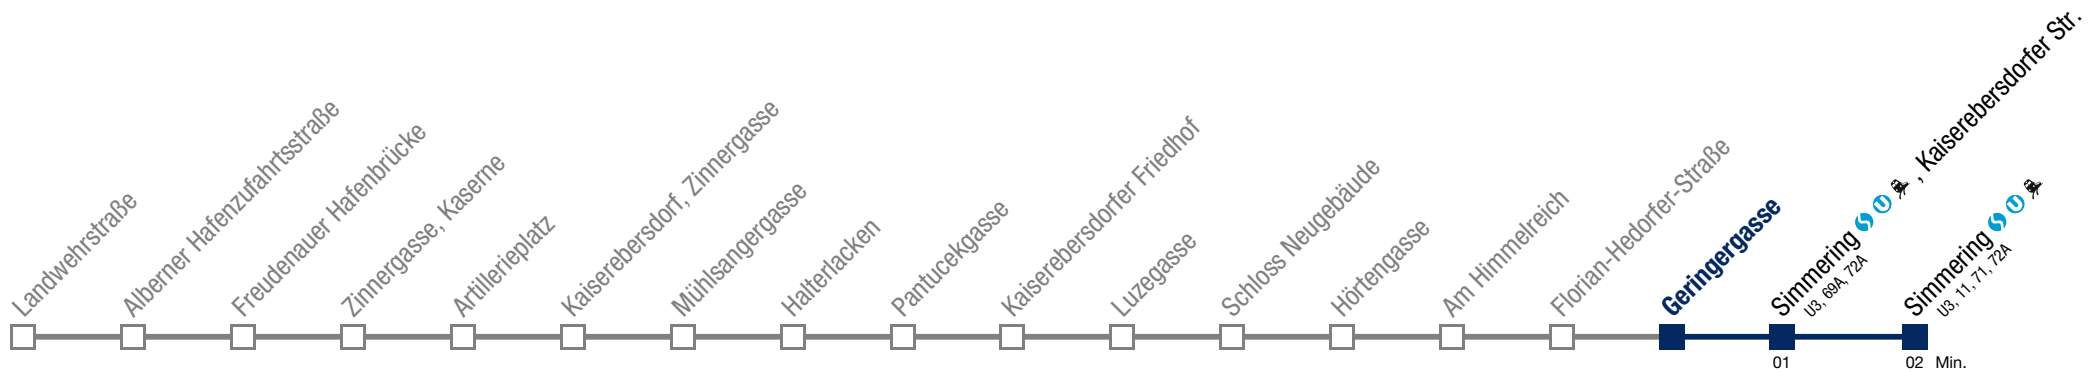 Landwehrstraße
Alberner Hafenzufahrtsstraße
Freudenauer Hafenbrücke
Zinnergasse, Kaserne
Artillerieplatz
Kaiserebersdorf, Zinnergasse
Mühlsangergasse
Halterlacken
Pantucekgasse
Kaiserebersdorfer Friedhof
Luzegasse
Schloss Neugebäude
Hörtengasse
Am Himmelreich
Florian-Hedorfer-Straße
Geringergasse
Simmering S U , Kaiserebersdorfer Str.
U3, 69A, 72A
Simmering S U
U3, 11, 71, 72A
01
02 Min.